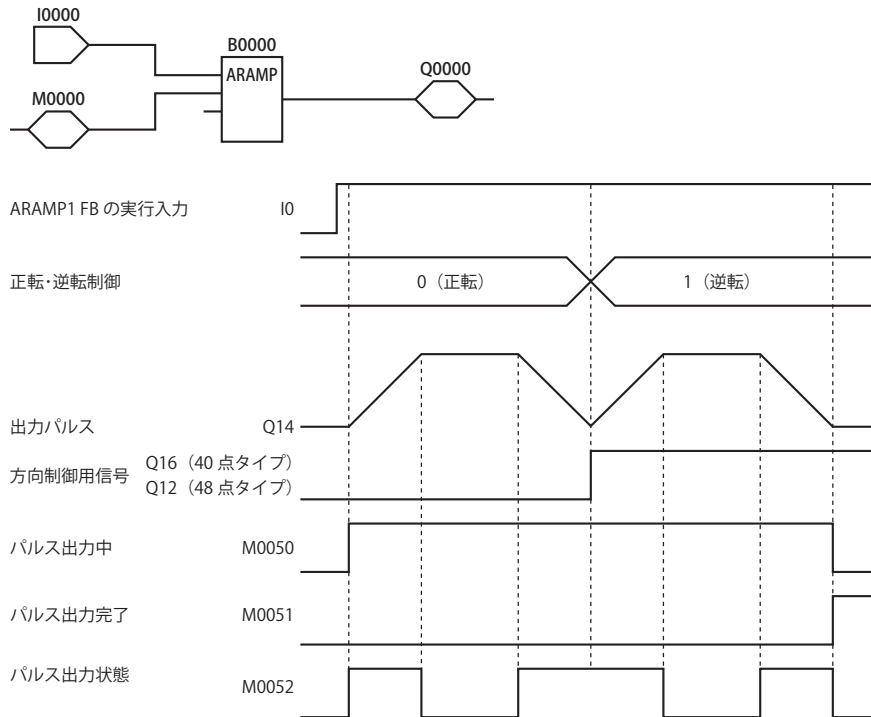 I0000
B0000
ARAMP
Q0000
M0000
ARAMP1 FB の実行入力 I0
正転・逆転制御 0（正転） 1（逆転）
出力パルス Q14
方向制御用信号 Q16（40 点タイプ）
Q12（48 点タイプ）
パルス出力中 M0050
パルス出力完了 M0051
パルス出力状態 M0052